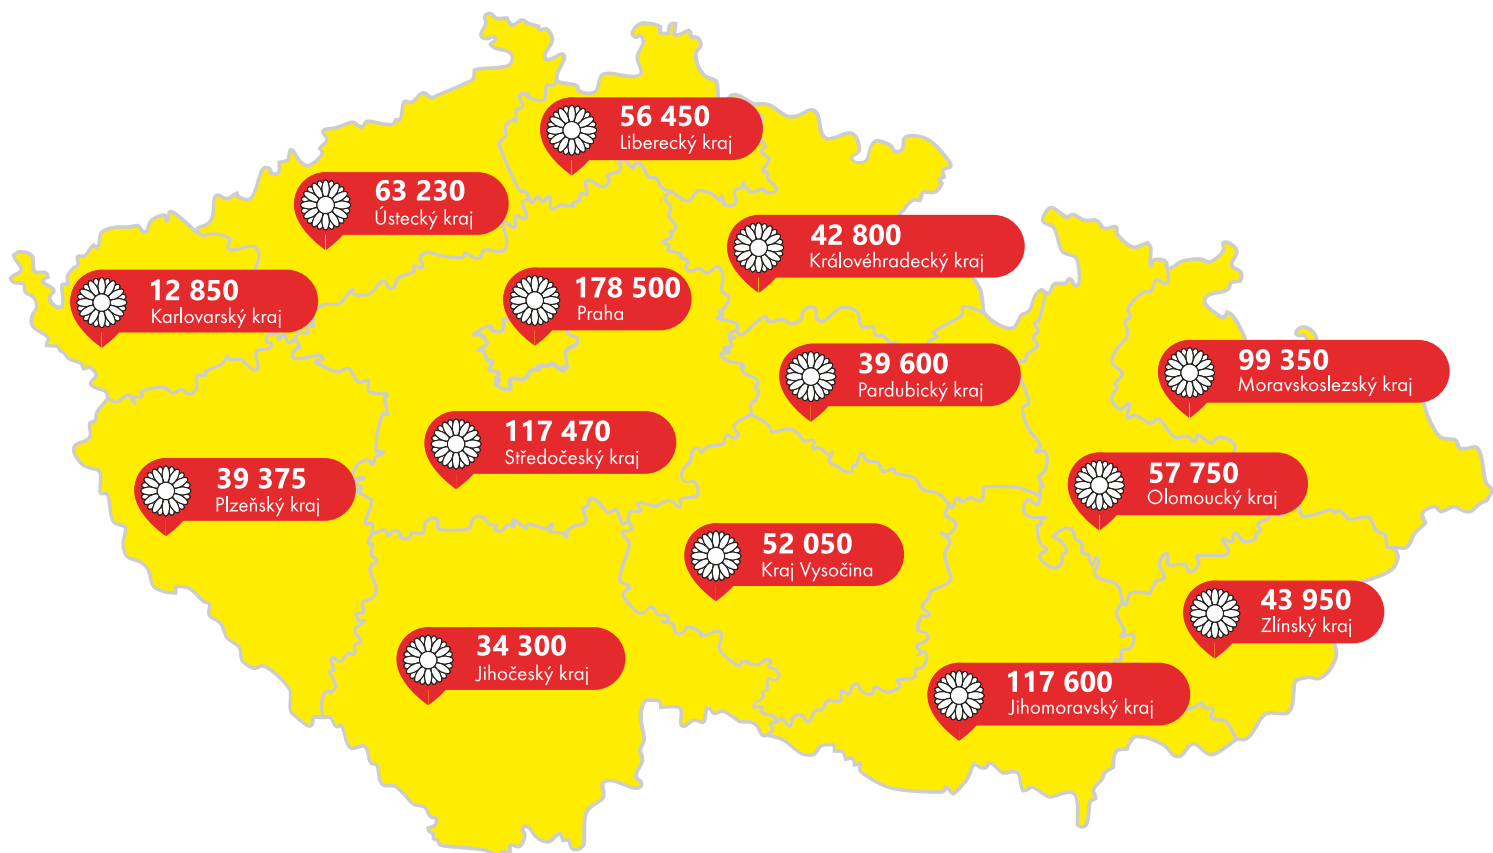 56 450
Liberecký kraj
63 230
Ústecký kraj
42 800
Královéhradecký kraj
12 850
Karlovarský kraj
178 500
Praha
39 600
Pardubický kraj
99 350
Moravskoslezský kraj
117 470
Středočeský kraj
39 375
Plzeňský kraj
57 750
Olomoucký kraj
52 050
Kraj Vysočina
43 950
Zlínský kraj
34 300
Jihočeský kraj
117 600
Jihomoravský kraj